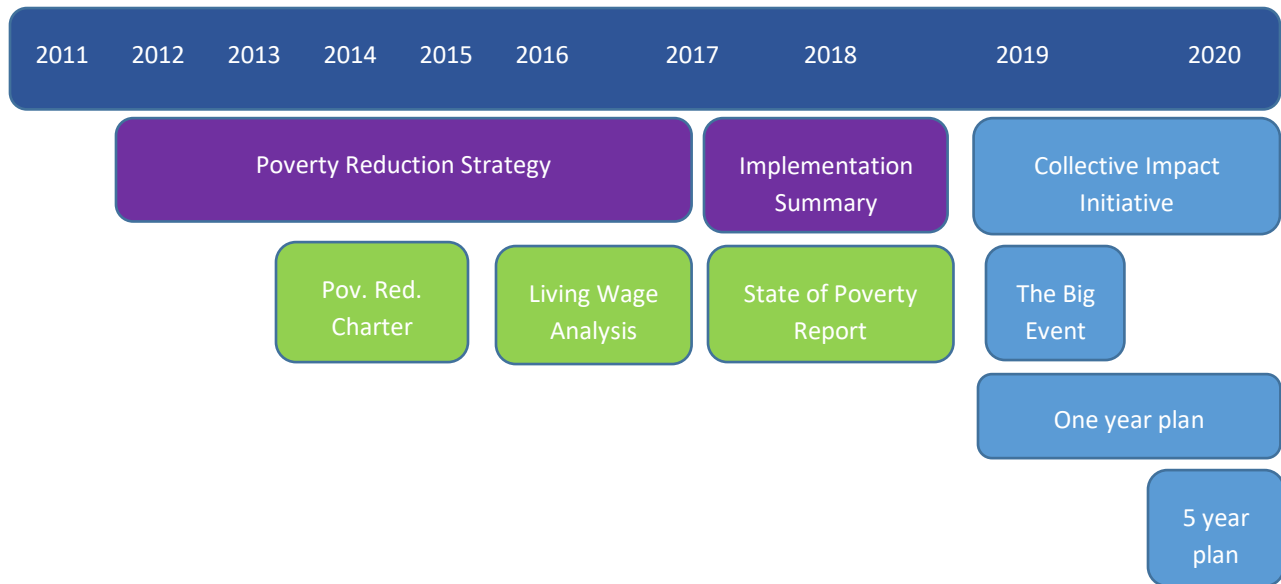 2011 2012 2013 2014 2015 2016 2017 2018 2019 2020
Poverty Reduction Strategy
Implementation
Summary
Collective Impact
Initiative
Pov. Red.
Charter
Living Wage
Analysis
State of Poverty
Report
The Big
Event
One year plan
5 year
plan